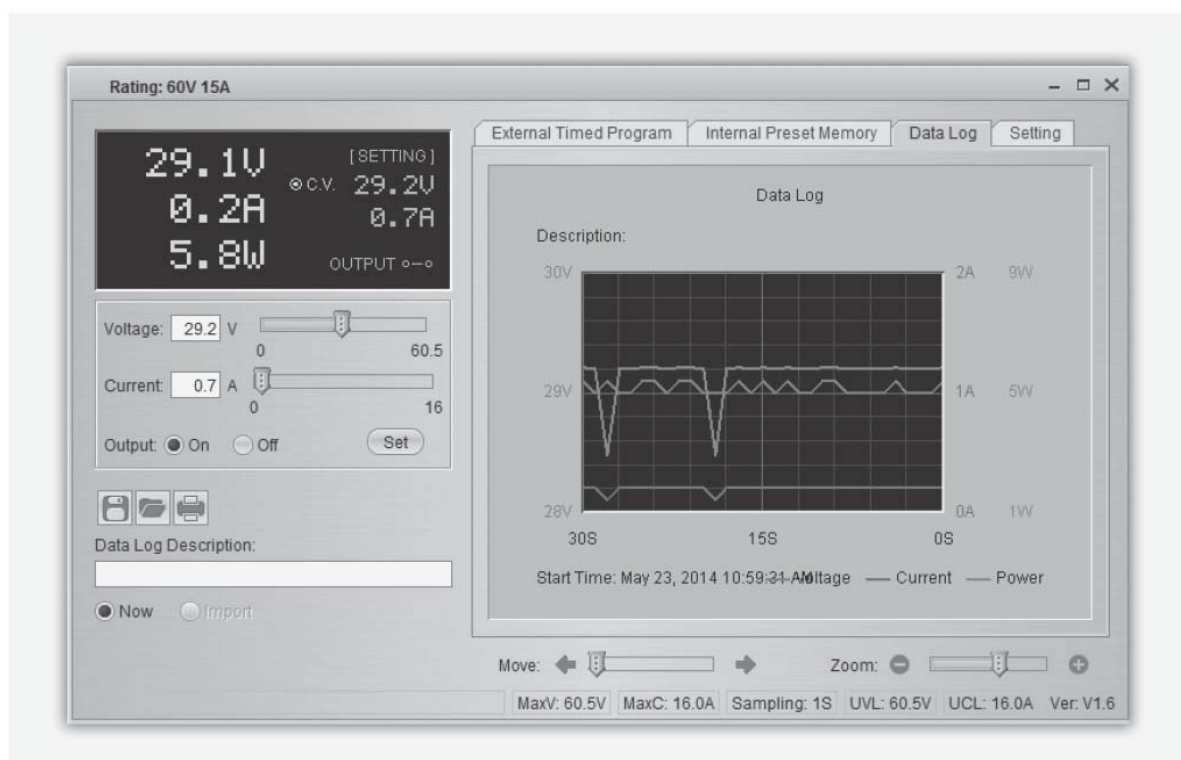 Rating: 60V 15A
29.1V
[SETTING]
C.V. 29.2V
0.2A
0.7A
5.8W
OUTPUT
Voltage: 29.2 V
0 60.5
Current: 0.7 A
0 16
Output: On Off Set
Data Log Description:
Now Import
External Timed Program Internal Preset Memory Data Log Setting
Data Log
Description:
30V 2A 9W
29V 1A 5W
28V 0A 1W
30S 15S 0S
Start Time: May 23, 2014 10:59:31 AM Current Power
Move: Zoom:
MaxV: 60.5V MaxC: 16.0A Sampling: 1S UVL: 60.5V UCL: 16.0A Ver: V1.6